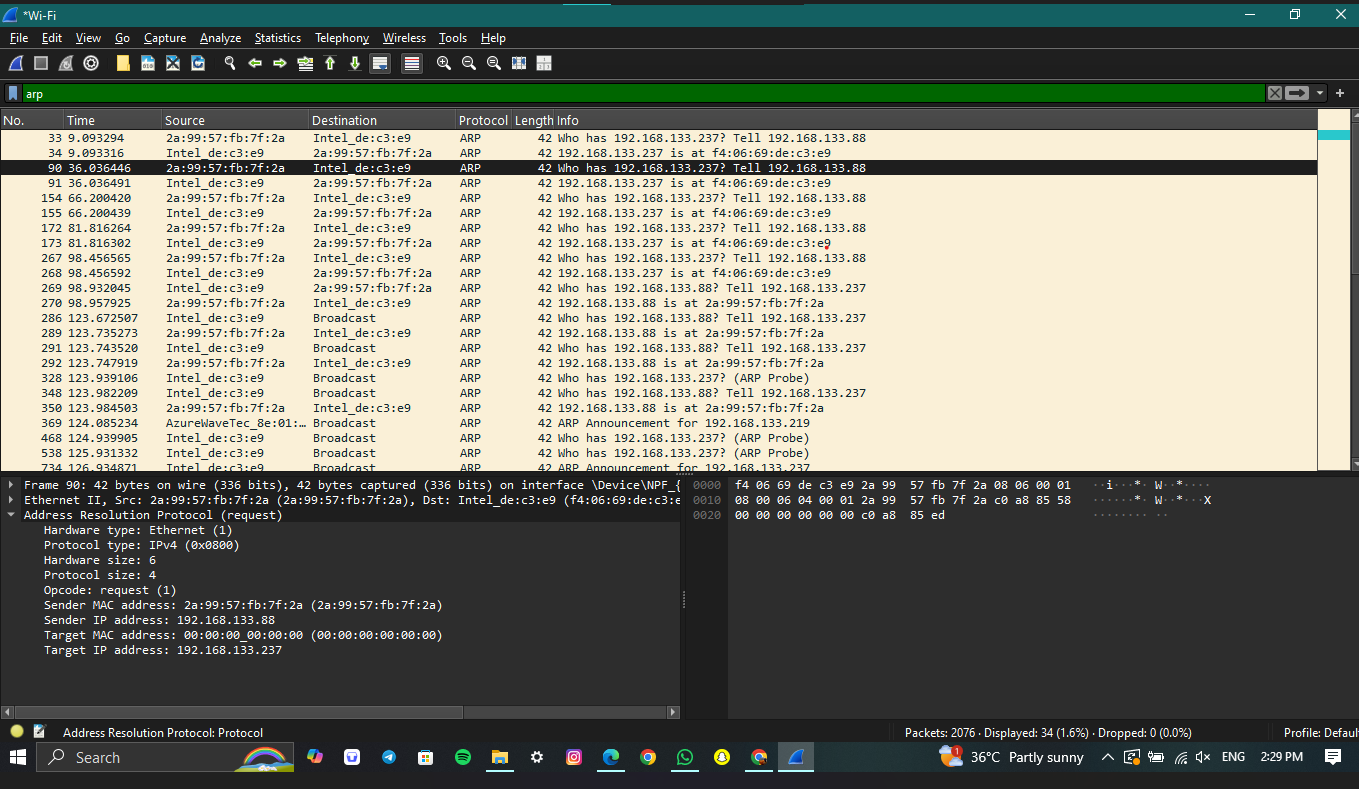 *Wi-Fi
File Edit View Go Capture Analyze Statistics Telephony Wireless Tools Help
arp
No. Time Source Destination Protocol Length Info
33 9.093294 2a:99:57:fb:7f:2a Intel_de:c3:e9 ARP 42 Who has 192.168.133.237? Tell 192.168.133.88
34 9.093316 Intel_de:c3:e9 2a:99:57:fb:7f:2a ARP 42 192.168.133.237 is at f4:06:69:de:c3:e9
90 36.036446 2a:99:57:fb:7f:2a Intel_de:c3:e9 ARP 42 Who has 192.168.133.237? Tell 192.168.133.88
91 36.036491 Intel_de:c3:e9 2a:99:57:fb:7f:2a ARP 42 192.168.133.237 is at f4:06:69:de:c3:e9
154 66.200420 2a:99:57:fb:7f:2a Intel_de:c3:e9 ARP 42 Who has 192.168.133.237? Tell 192.168.133.88
155 66.200439 Intel_de:c3:e9 2a:99:57:fb:7f:2a ARP 42 192.168.133.237 is at f4:06:69:de:c3:e9
172 81.816264 2a:99:57:fb:7f:2a Intel_de:c3:e9 ARP 42 Who has 192.168.133.237? Tell 192.168.133.88
173 81.816302 Intel_de:c3:e9 2a:99:57:fb:7f:2a ARP 42 192.168.133.237 is at f4:06:69:de:c3:e9
267 98.456565 2a:99:57:fb:7f:2a Intel_de:c3:e9 ARP 42 Who has 192.168.133.237? Tell 192.168.133.88
268 98.456592 Intel_de:c3:e9 2a:99:57:fb:7f:2a ARP 42 192.168.133.237 is at f4:06:69:de:c3:e9
269 98.932045 Intel_de:c3:e9 2a:99:57:fb:7f:2a ARP 42 Who has 192.168.133.88? Tell 192.168.133.237
270 98.957925 2a:99:57:fb:7f:2a Intel_de:c3:e9 ARP 42 192.168.133.88 is at 2a:99:57:fb:7f:2a
286 123.672507 Intel_de:c3:e9 Broadcast ARP 42 Who has 192.168.133.88? Tell 192.168.133.237
289 123.735273 2a:99:57:fb:7f:2a Intel_de:c3:e9 ARP 42 192.168.133.88 is at 2a:99:57:fb:7f:2a
291 123.743520 Intel_de:c3:e9 Broadcast ARP 42 Who has 192.168.133.88? Tell 192.168.133.237
292 123.747919 2a:99:57:fb:7f:2a Intel_de:c3:e9 ARP 42 192.168.133.88 is at 2a:99:57:fb:7f:2a
328 123.939106 Intel_de:c3:e9 Broadcast ARP 42 Who has 192.168.133.237? (ARP Probe)
348 123.982209 Intel_de:c3:e9 Broadcast ARP 42 Who has 192.168.133.88? Tell 192.168.133.237
350 123.984503 2a:99:57:fb:7f:2a Intel_de:c3:e9 ARP 42 192.168.133.88 is at 2a:99:57:fb:7f:2a
369 124.085234 AzureWaveTec_8e:01:… Broadcast ARP 42 ARP Announcement for 192.168.133.219
468 124.939905 Intel_de:c3:e9 Broadcast ARP 42 Who has 192.168.133.237? (ARP Probe)
538 125.931332 Intel_de:c3:e9 Broadcast ARP 42 Who has 192.168.133.237? (ARP Probe)
734 126.934871 Intel_de:c3:e9 Broadcast ARP 42 ARP Announcement for 192.168.133.237
Frame 90: 42 bytes on wire (336 bits), 42 bytes captured (336 bits) on interface \Device\NPF_{
Ethernet II, Src: 2a:99:57:fb:7f:2a (2a:99:57:fb:7f:2a), Dst: Intel_de:c3:e9 (f4:06:69:de:c3:e
Address Resolution Protocol (request)
Hardware type: Ethernet (1)
Protocol type: IPv4 (0x0800)
Hardware size: 6
Protocol size: 4
Opcode: request (1)
Sender MAC address: 2a:99:57:fb:7f:2a (2a:99:57:fb:7f:2a)
Sender IP address: 192.168.133.88
Target MAC address: 00:00:00_00:00:00 (00:00:00:00:00:00)
Target IP address: 192.168.133.237
0000 f4 06 69 de c3 e9 2a 99 57 fb 7f 2a 08 06 00 01 ··i···*· W··*····
0010 08 00 06 04 00 01 2a 99 57 fb 7f 2a c0 a8 85 58 ······*· W··*···X
0020 00 00 00 00 00 00 c0 a8 85 ed ········ ··
Address Resolution Protocol: Protocol
Packets: 2076 · Displayed: 34 (1.6%) · Dropped: 0 (0.0%)
Profile: Defaul
Search
1
36°C Partly sunny
ENG
2:29 PM